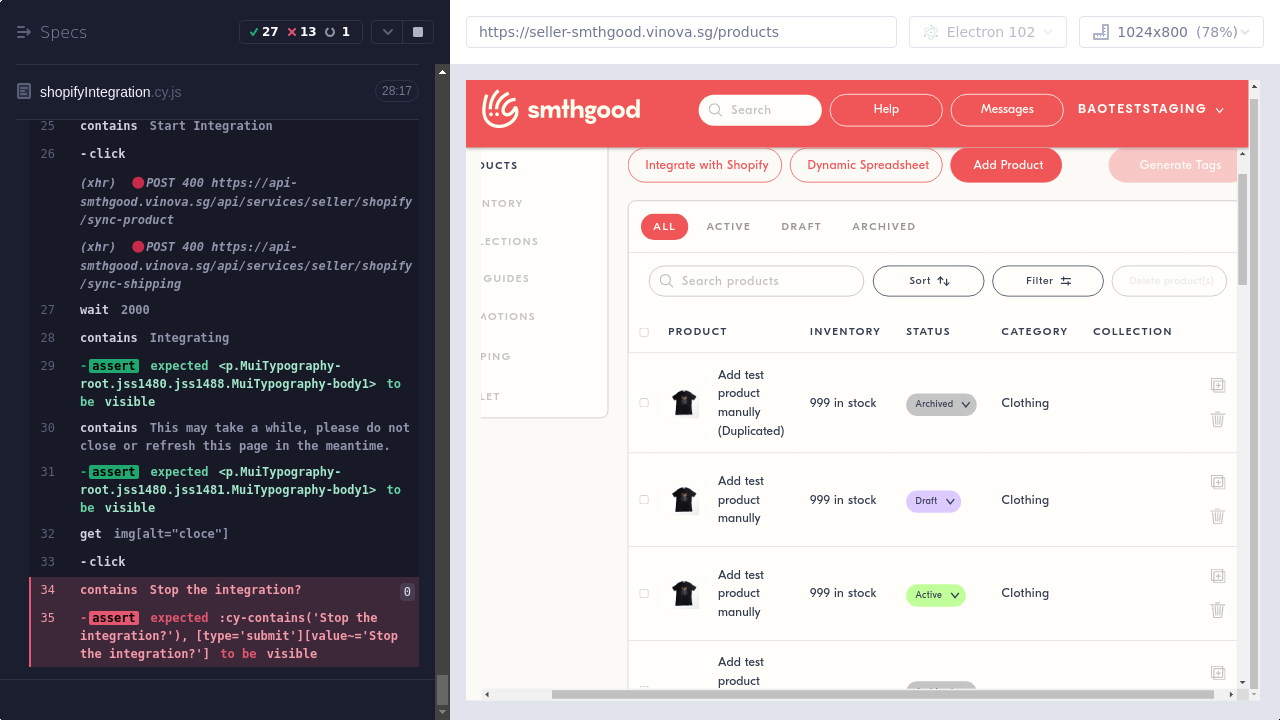 Specs
27 13 1
https://seller-smthgood.vinova.sg/products
Electron 102
1024x800 (78%)
shopifyIntegration.cy.js
28:17
25 contains Start Integration
26 -click
(xhr) POST 400 https://api-
smthgood.vinova.sg/api/services/seller/shopify
/sync-product
(xhr) POST 400 https://api-
smthgood.vinova.sg/api/services/seller/shopify
/sync-shipping
27 wait 2000
28 contains Integrating
29 -assert expected <p.MuiTypography-
root.jss1480.jss1488.MuiTypography-body1> to
be visible
30 contains This may take a while, please do not
close or refresh this page in the meantime.
31 -assert expected <p.MuiTypography-
root.jss1480.jss1481.MuiTypography-body1> to
be visible
32 get img[alt="cloce"]
33 -click
34 contains Stop the integration? 0
35 -assert expected :cy-contains('Stop the
integration?'), [type='submit'][value~='Stop
the integration?'] to be visible
smthgood
Search
Help
Messages
BAOTESTSTAGING
DUCTS
NTORY
LECTIONS
GUIDES
MOTIONS
PING
LET
Integrate with Shopify
Dynamic Spreadsheet
Add Product
Generate Tags
ALL ACTIVE DRAFT ARCHIVED
Search products
Sort
Filter
Delete product(s)
PRODUCT INVENTORY STATUS CATEGORY COLLECTION
Add test
product
manully
(Duplicated)
999 in stock
Archived
Clothing
Add test
product
manully
999 in stock
Draft
Clothing
Add test
product
manully
999 in stock
Active
Clothing
Add test
product